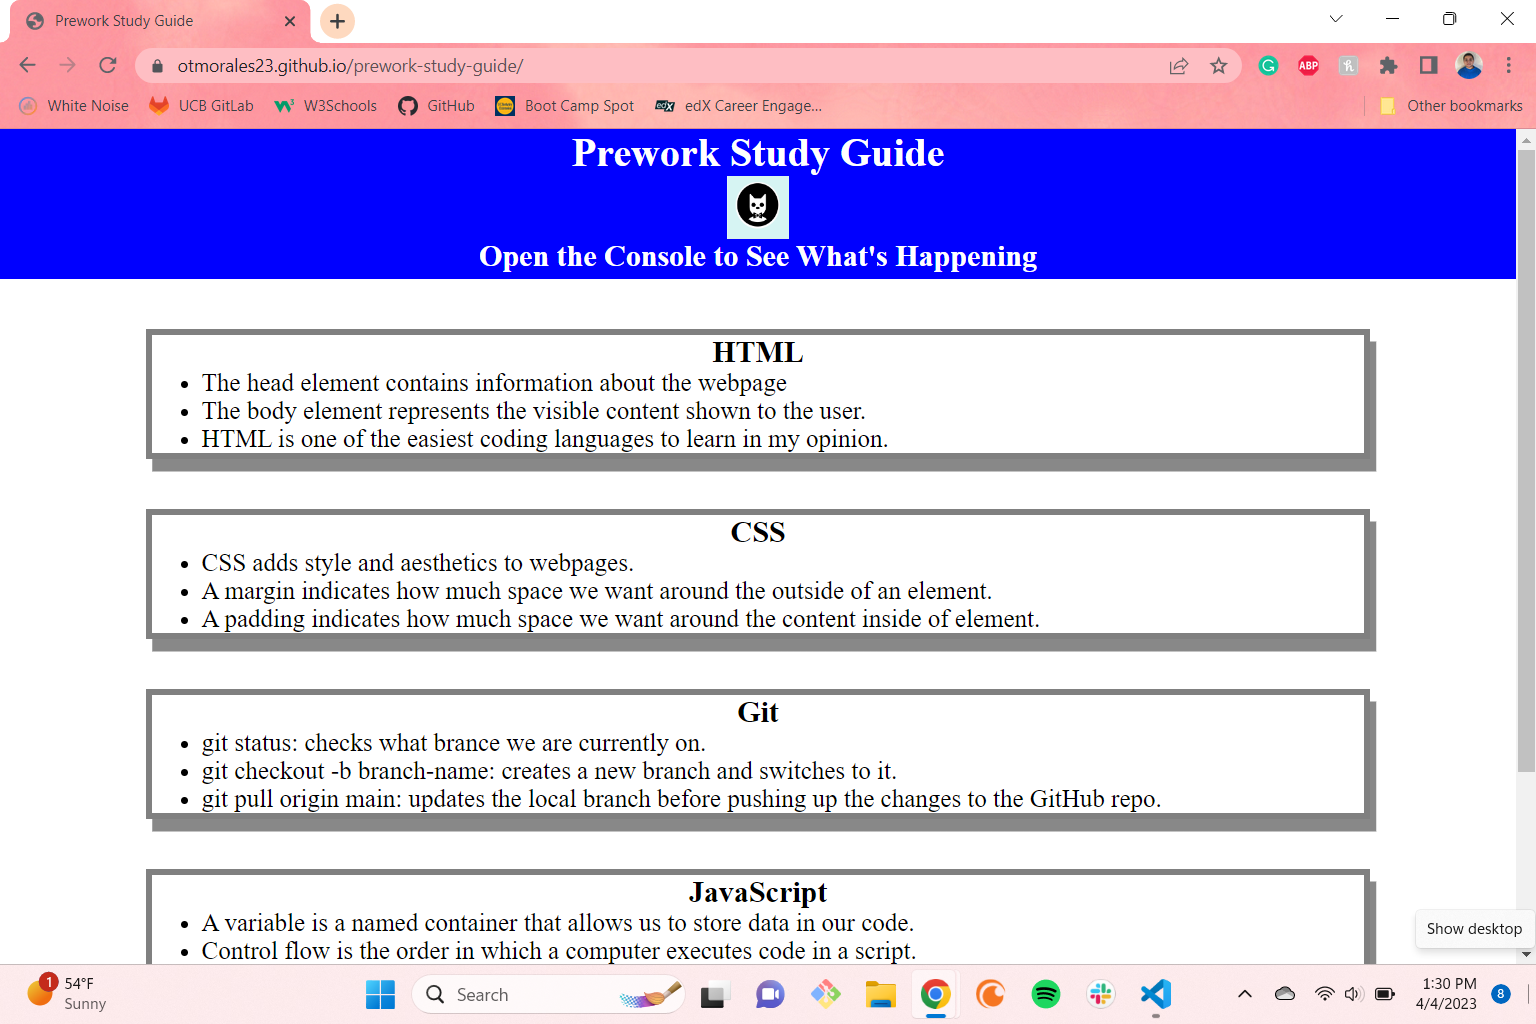 Prework Study Guide
otmorales23.github.io/prework-study-guide/
ABP
White Noise
UCB GitLab
W3Schools
GitHub
Boot Camp Spot
edX
edX Career Engage...
Other bookmarks
Prework Study Guide
Open the Console to See What's Happening
HTML
The head element contains information about the webpage
The body element represents the visible content shown to the user.
HTML is one of the easiest coding languages to learn in my opinion.
CSS
CSS adds style and aesthetics to webpages.
A margin indicates how much space we want around the outside of an element.
A padding indicates how much space we want around the content inside of element.
Git
git status: checks what brance we are currently on.
git checkout -b branch-name: creates a new branch and switches to it.
git pull origin main: updates the local branch before pushing up the changes to the GitHub repo.
JavaScript
A variable is a named container that allows us to store data in our code.
Control flow is the order in which a computer executes code in a script.
Show desktop
1
54°F
Sunny
Search
1:30 PM
4/4/2023
8